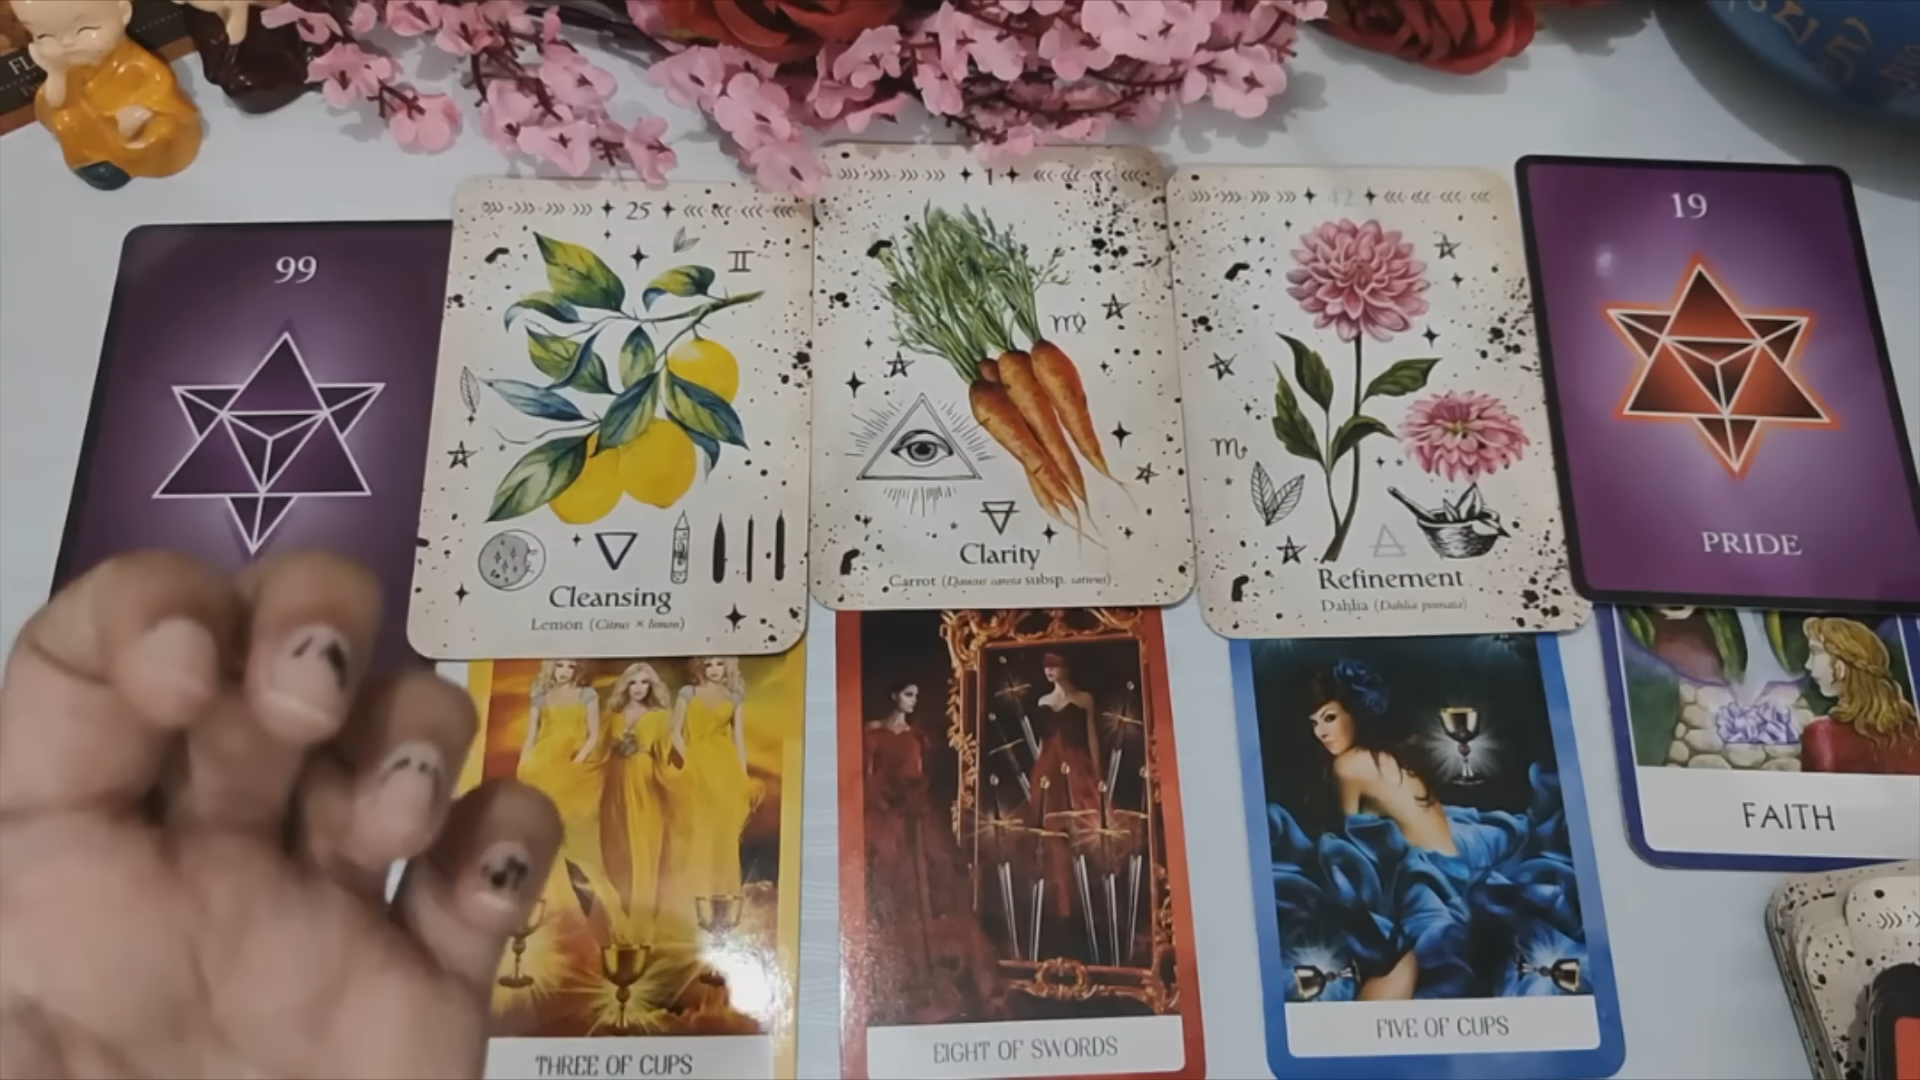 99
25
Cleansing
Lemon (Citrus × limon)
1
Clarity
Carrot (Daucus carota subsp. sativus)
42
Refinement
Dahlia (Dahlia pinnata)
19
PRIDE
THREE OF CUPS
EIGHT OF SWORDS
FIVE OF CUPS
FAITH